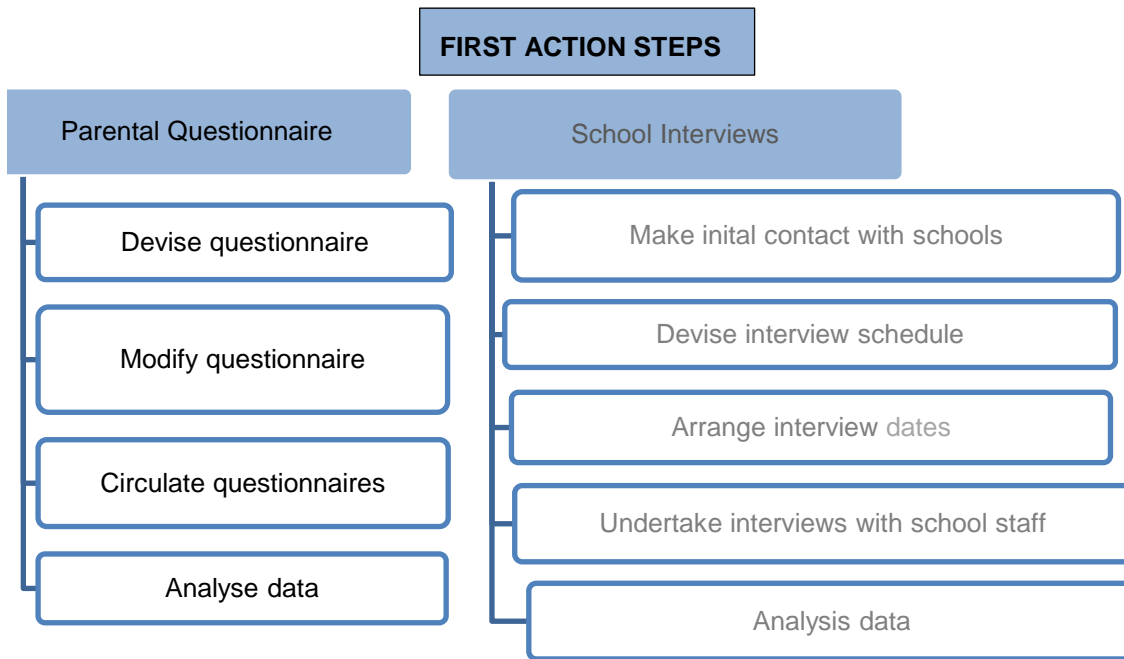 FIRST ACTION STEPS
Parental Questionnaire
Devise questionnaire
Modify questionnaire
Circulate questionnaires
Analyse data
School Interviews
Make inital contact with schools
Devise interview schedule
Arrange interview dates
Undertake interviews with school staff
Analysis data